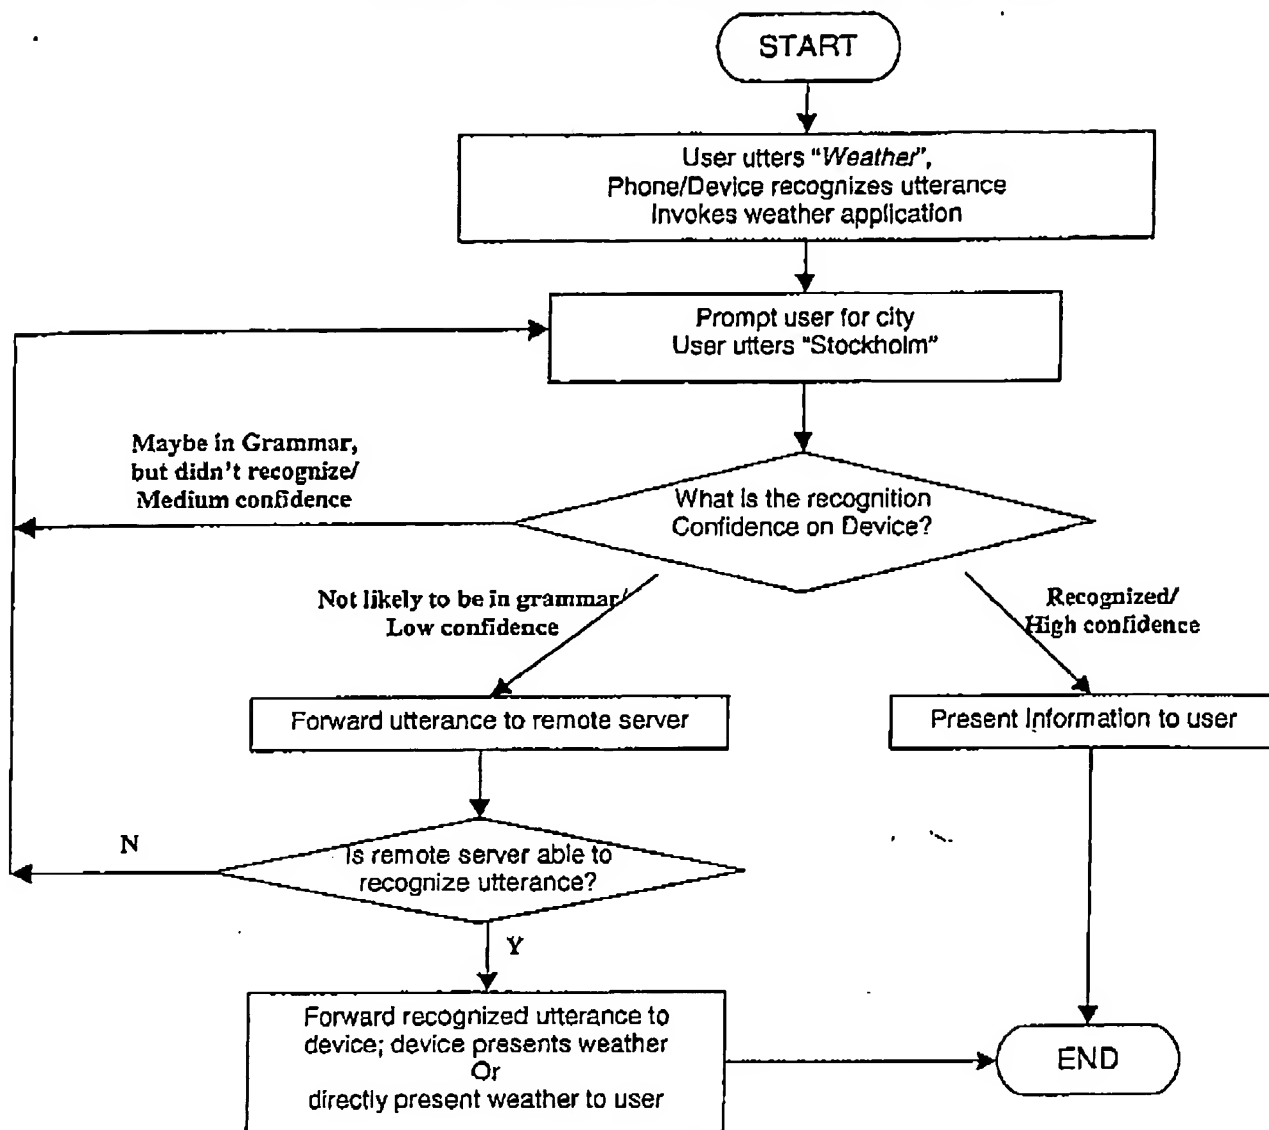 START
User utters “Weather”,
Phone/Device recognizes utterance
Invokes weather application
Prompt user for city
User utters “Stockholm”
Maybe in Grammar,
but didn’t recognize/
Medium confidence
What is the recognition
Confidence on Device?
Not likely to be in grammar/
Low confidence
Recognized/
High confidence
Forward utterance to remote server
Present Information to user
N
Is remote server able to
recognize utterance?
Y
Forward recognized utterance to
device; device presents weather
Or
directly present weather to user
END